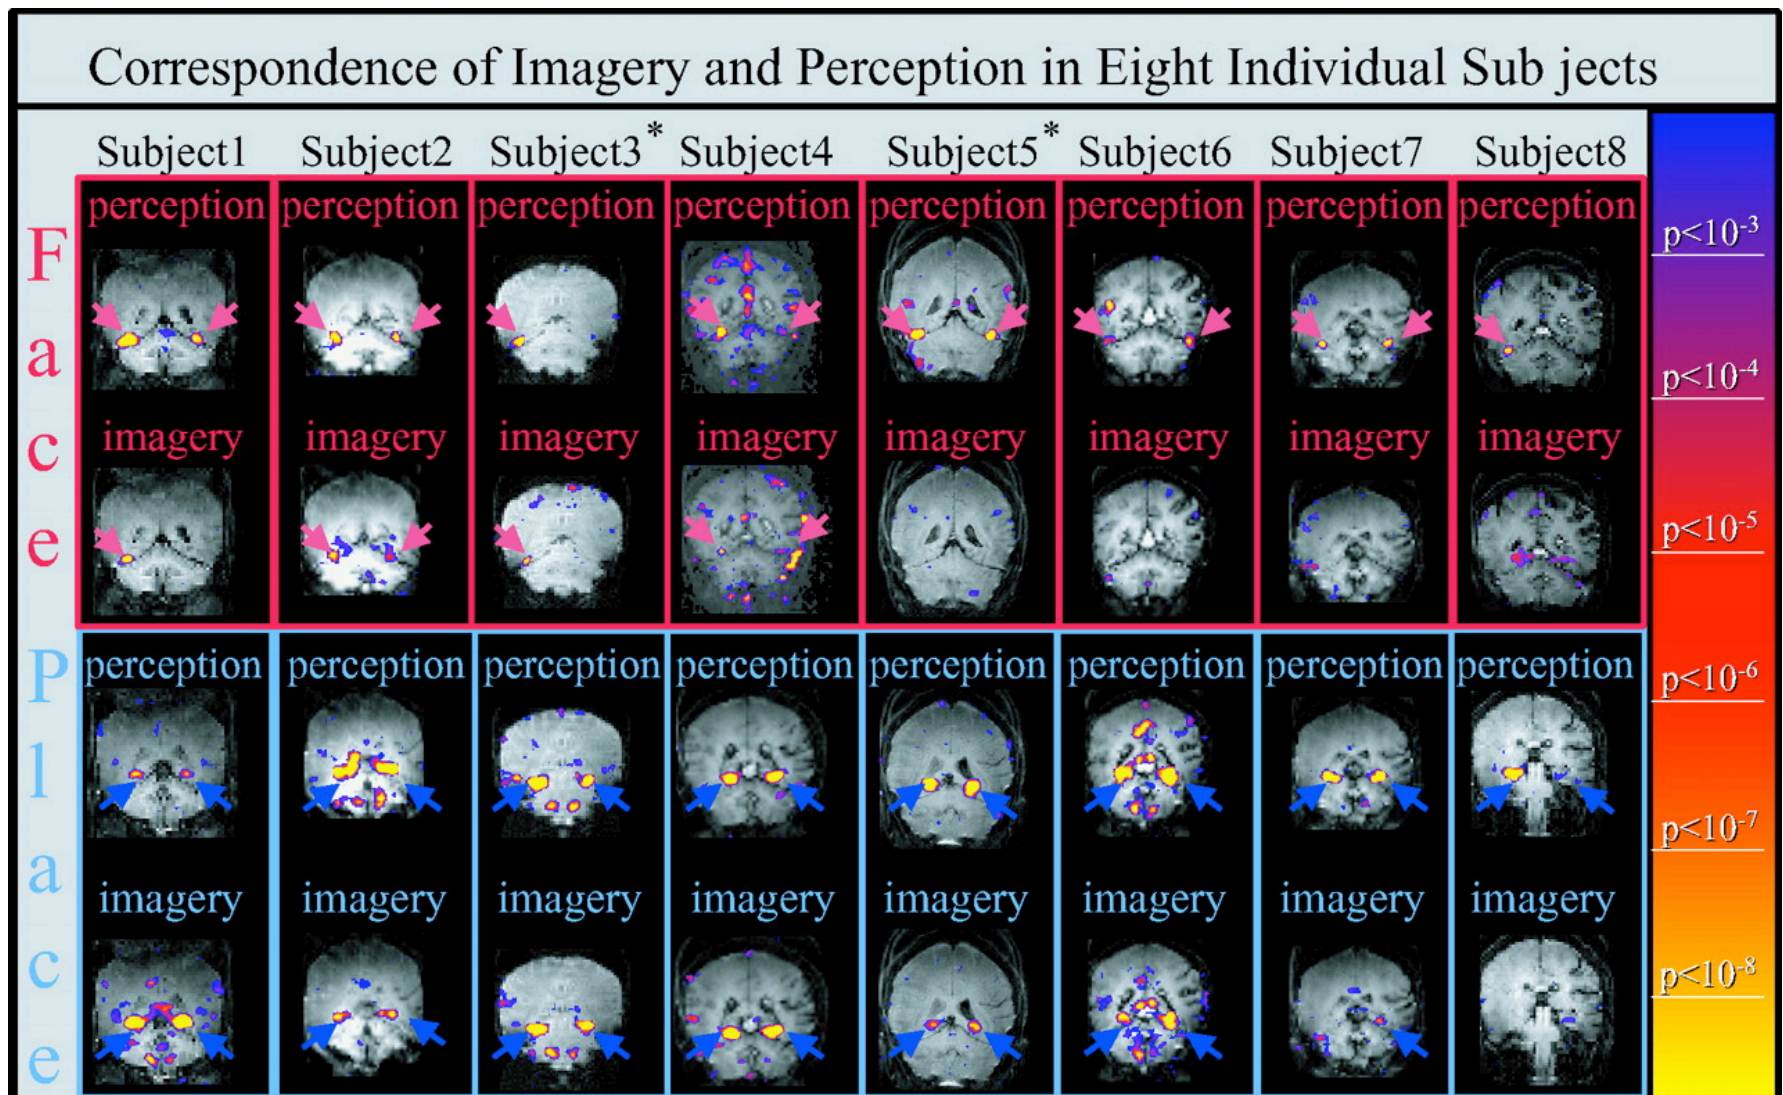 Correspondence of Imagery and Perception in Eight Individual Sub jects
Subject1 Subject2 Subject3* Subject4 Subject5* Subject6 Subject7 Subject8
Face
perception perception perception perception perception perception perception perception
imagery imagery imagery imagery imagery imagery imagery imagery
Place
perception perception perception perception perception perception perception perception
imagery imagery imagery imagery imagery imagery imagery imagery
p<10-3
p<10-4
p<10-5
p<10-6
p<10-7
p<10-8